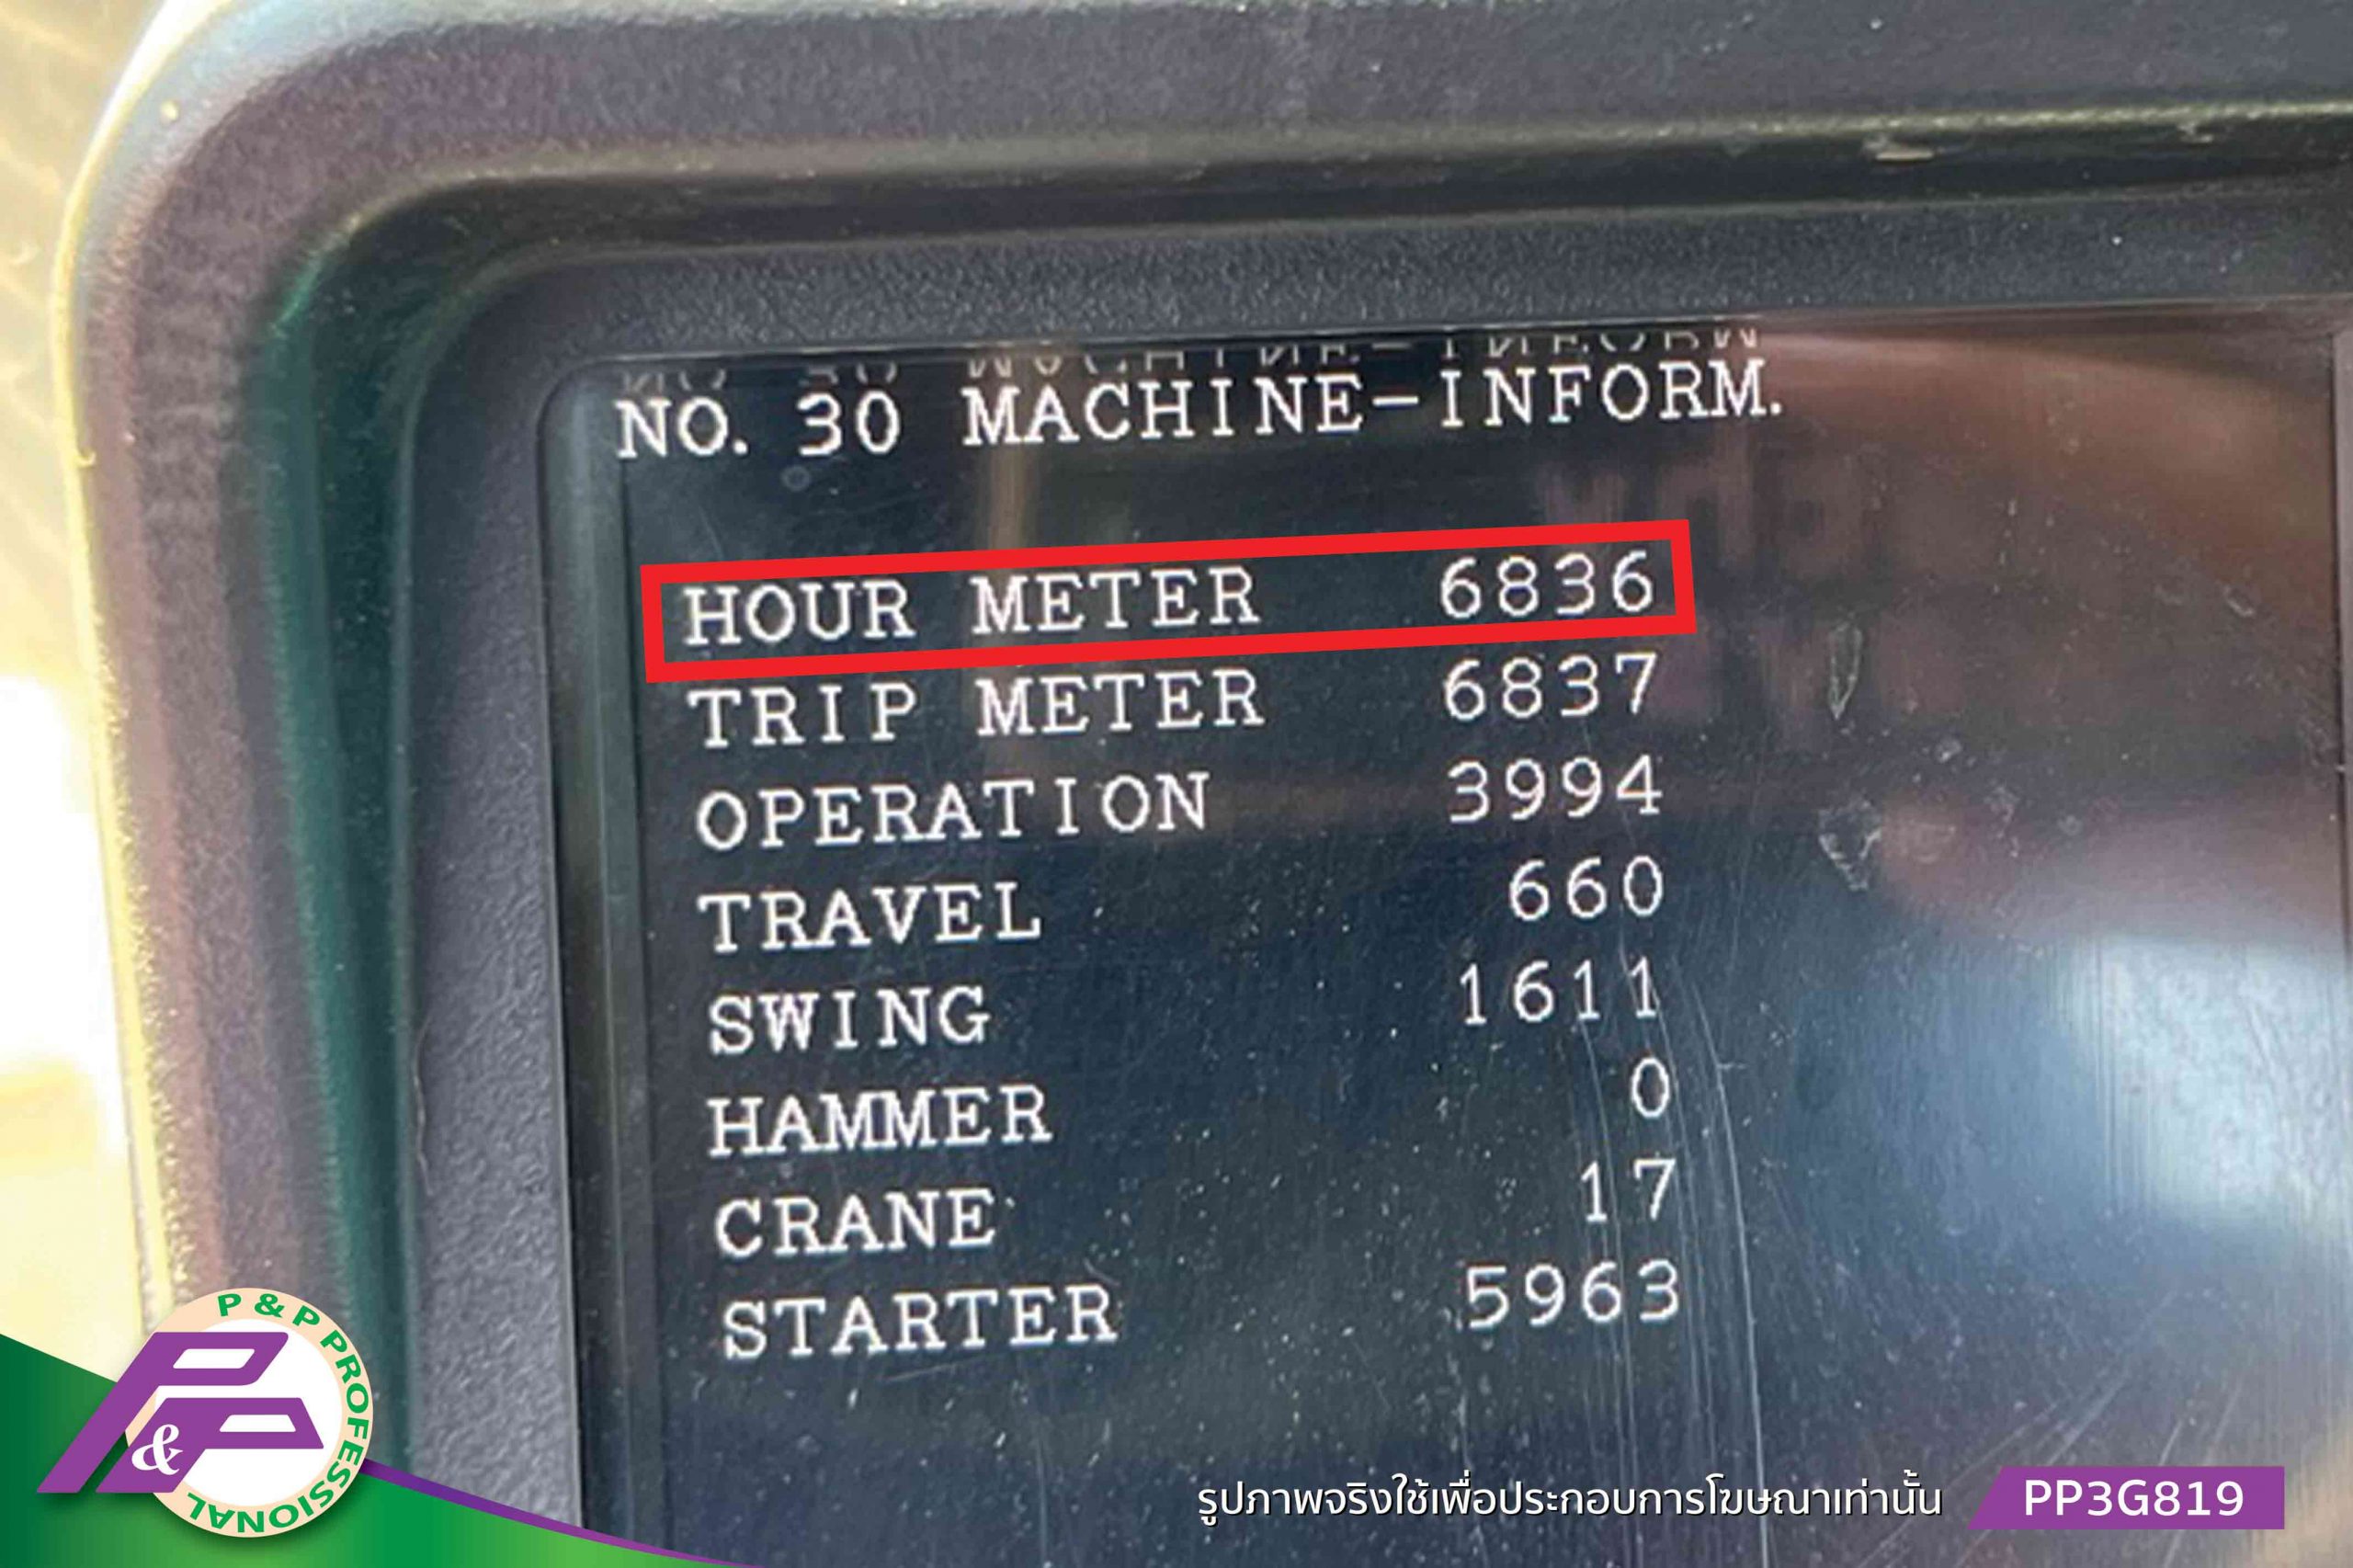 NO. 30 MACHINE-INFORM.
HOUR METER 6836
TRIP METER 6837
OPERATION 3994
TRAVEL 660
SWING 1611
HAMMER 0
CRANE 17
STARTER 5963
P & P PROFESSIONAL
P&P
รูปภาพจริงใช้เพื่อประกอบการโฆษณาเท่านั้น
PP3G819